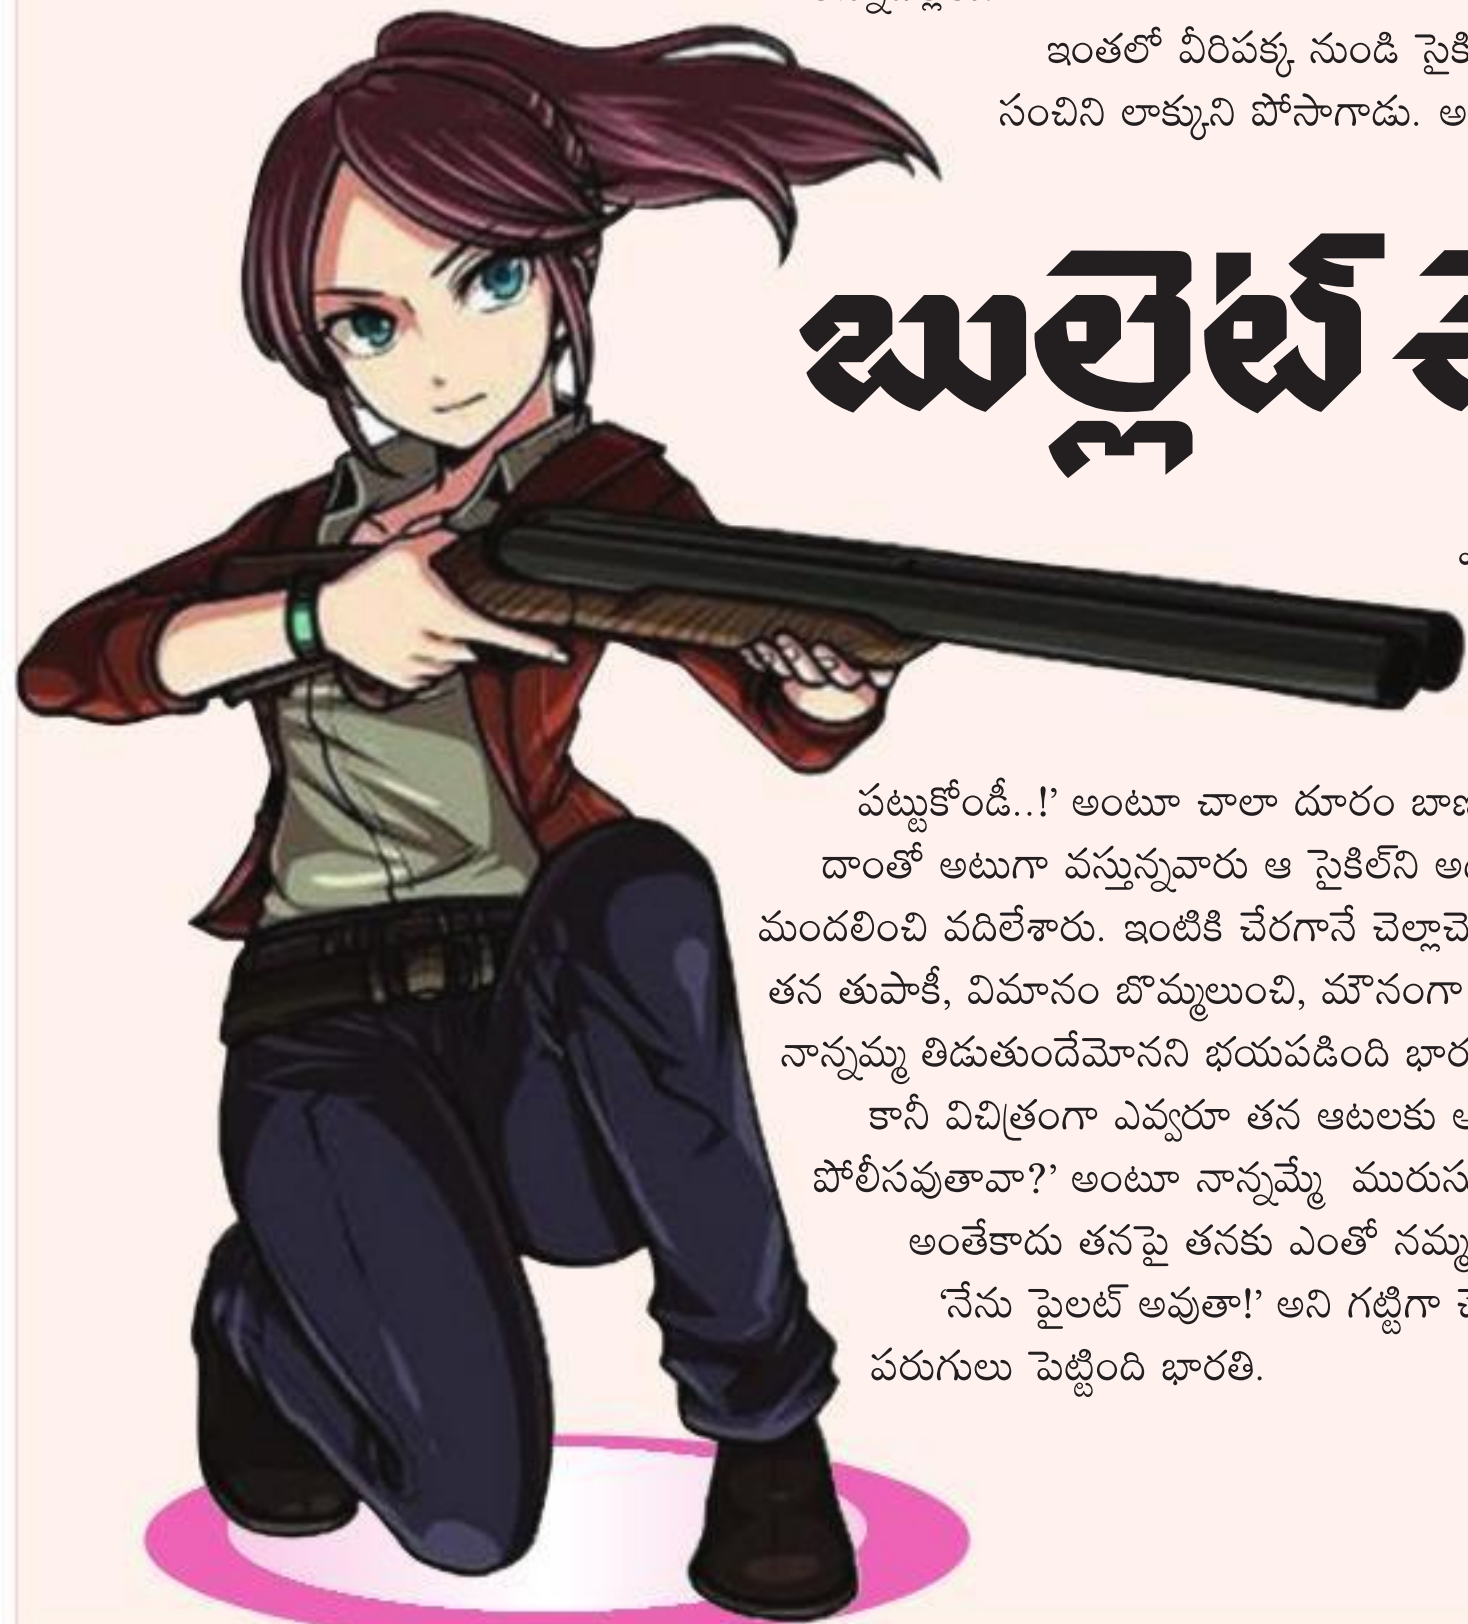 ఇంతలో వీరిపక్క నుండి
సంచిని లాక్కుని పోసాగాడు.
బుల్లెట్
పట్టుకోండీ..!’ అంటూ చాలా దూరం
దాంతో అటుగా వస్తున్నవారు ఆ సైకిల్‌ని
మందలించి వదిలేశారు. ఇంటికి చేరగానే
తన తుపాకీ, విమానం బొమ్మలుంచి, మౌనంగా
నాన్నమ్మ తిడుతుందేమోనని భయపడింది
కానీ విచిత్రంగా ఎవ్వరూ తన ఆటలకు
పోలీసవుతావా?’ అంటూ నాన్నమ్మే
అంతేకాదు తనపై తనకు ఎంతో
‘నేను పైలట్ అవుతా!’ అని గట్టిగా
పరుగులు పెట్టింది భారతి.